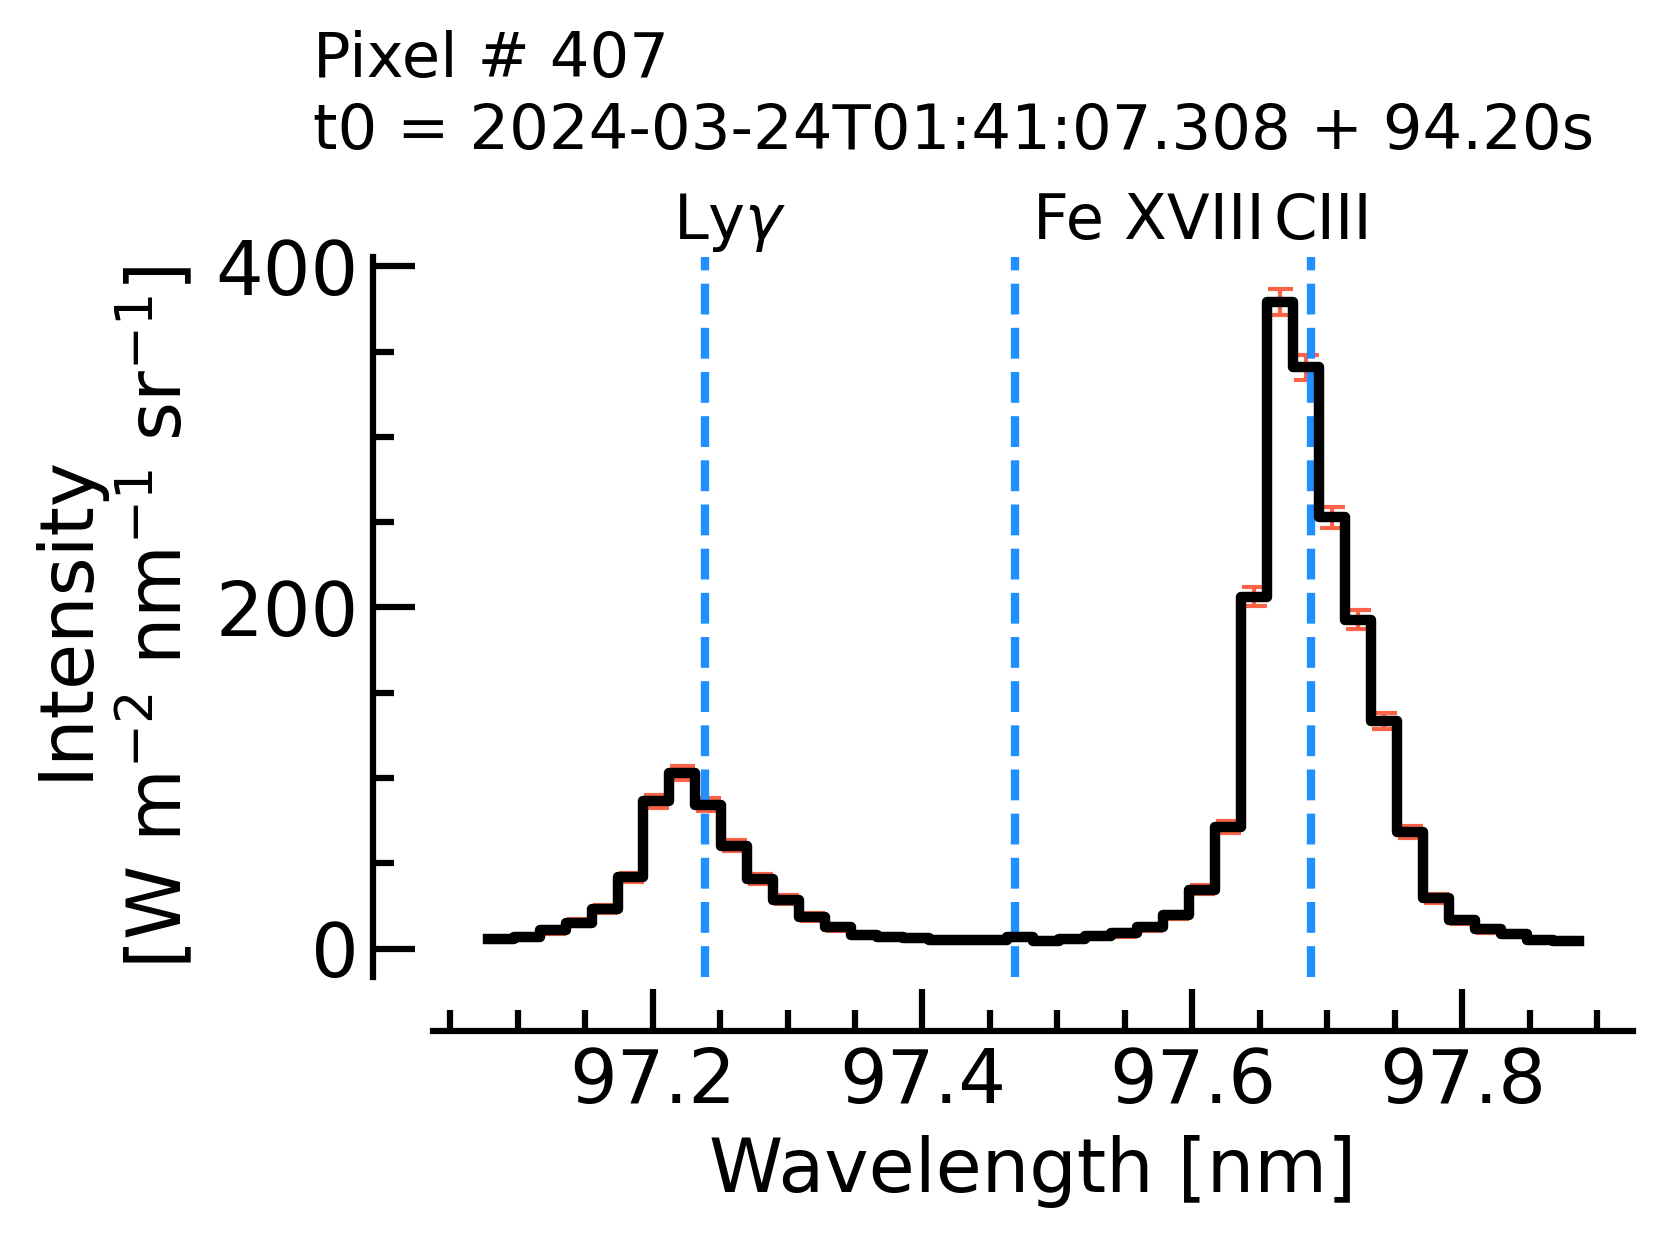 Pixel # 407
t0 = 2024-03-24T01:41:07.308 + 94.20s
Lyγ Fe XVIII CIII
400
200
0
Intensity
[W m⁻² nm⁻¹ sr⁻¹]
97.2 97.4 97.6 97.8
Wavelength [nm]